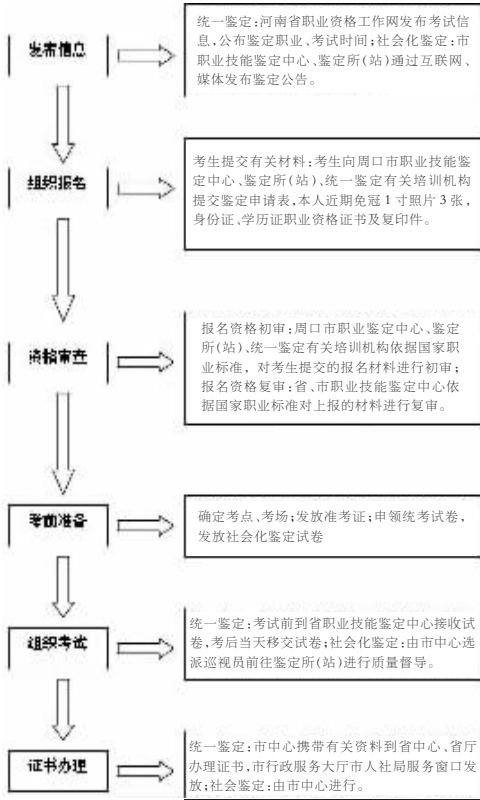 发布信息
统一鉴定:河南省职业资格工作网发布考试信
息,公布鉴定职业、考试时间;社会化鉴定:市
职业技能鉴定中心、鉴定所(站)通过互联网、
媒体发布鉴定公告。
组织报名
考生提交有关材料:考生向周口市职业技能鉴
定中心、鉴定所(站)、统一鉴定有关培训机构
提交鉴定申请表,本人近期免冠1寸照片3张,
身份证、学历证职业资格证书及复印件。
资格审查
报名资格初审:周口市职业鉴定中心、鉴定
所(站)、统一鉴定有关培训机构依据国家职
业标准，对考生提交的报名材料进行初审;
报名资格复审:省、市职业技能鉴定中心依
据国家职业标准对上报的材料进行复审。
考前准备
确定考点、考场;发放准考证;申领统考试卷,
发放社会化鉴定试卷
组织考试
统一鉴定:考试前到省职业技能鉴定中心接收试
卷,考后当天移交试卷;社会化鉴定:由市中心选
派巡视员前往鉴定所(站)进行质量督导。
证书办理
统一鉴定:市中心携带有关资料到省中心、省厅
办理证书,市行政服务大厅市人社局服务窗口发
放;社会鉴定:由市中心进行。